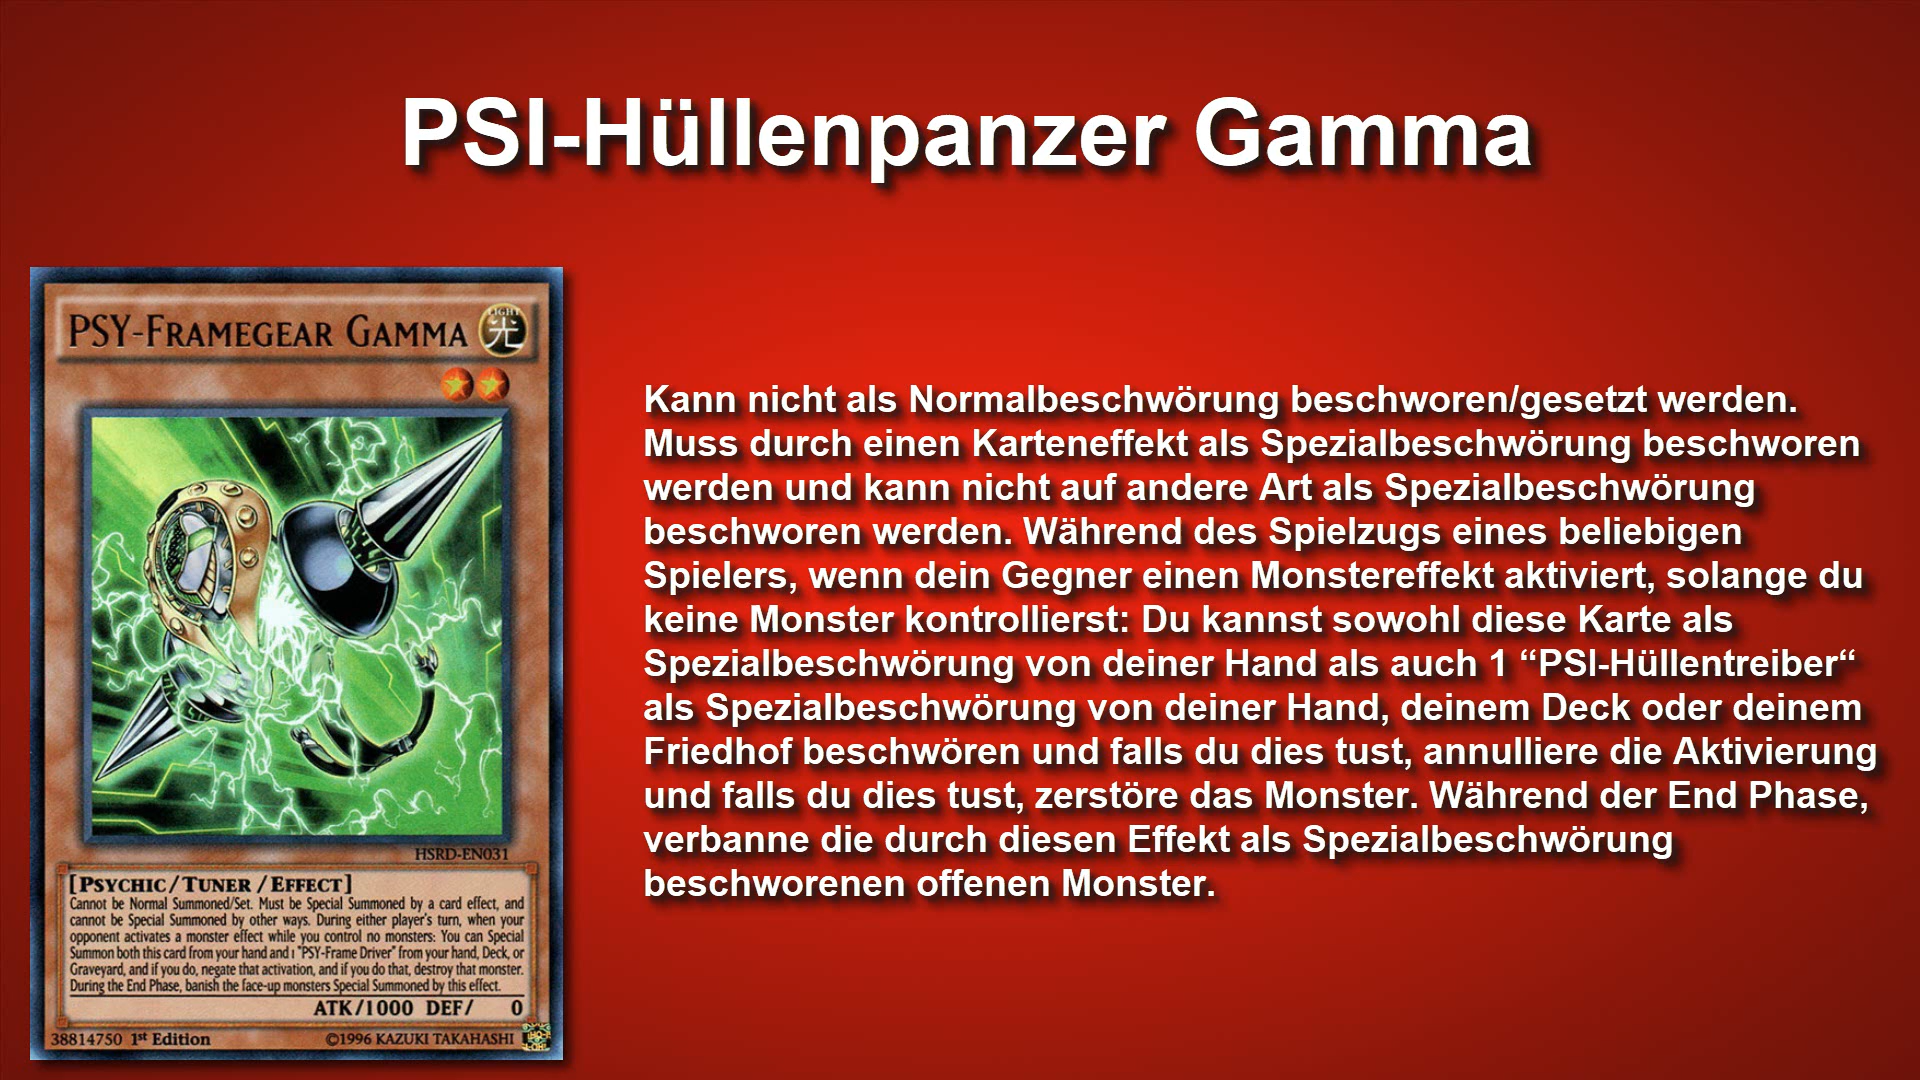 PSI-Hüllenpanzer Gamma
PSY-Framegear Gamma
LIGHT
光
HSRD-EN031
[Psychic/Tuner/Effect]
Cannot be Normal Summoned/Set. Must be Special Summoned by a card effect, and
cannot be Special Summoned by other ways. During either player's turn, when your
opponent activates a monster effect while you control no monsters: You can Special
Summon both this card from your hand and 1 "PSY-Frame Driver" from your hand, Deck, or
Graveyard, and if you do, negate that activation, and if you do that, destroy that monster.
During the End Phase, banish the face-up monsters Special Summoned by this effect.
ATK/1000 DEF/ 0
38814750 1st Edition ©1996 KAZUKI TAKAHASHI
Kann nicht als Normalbeschwörung beschworen/gesetzt werden.
Muss durch einen Karteneffekt als Spezialbeschwörung beschworen
werden und kann nicht auf andere Art als Spezialbeschwörung
beschworen werden. Während des Spielzugs eines beliebigen
Spielers, wenn dein Gegner einen Monstereffekt aktiviert, solange du
keine Monster kontrollierst: Du kannst sowohl diese Karte als
Spezialbeschwörung von deiner Hand als auch 1 “PSI-Hüllentreiber“
als Spezialbeschwörung von deiner Hand, deinem Deck oder deinem
Friedhof beschwören und falls du dies tust, annulliere die Aktivierung
und falls du dies tust, zerstöre das Monster. Während der End Phase,
verbanne die durch diesen Effekt als Spezialbeschwörung
beschworenen offenen Monster.